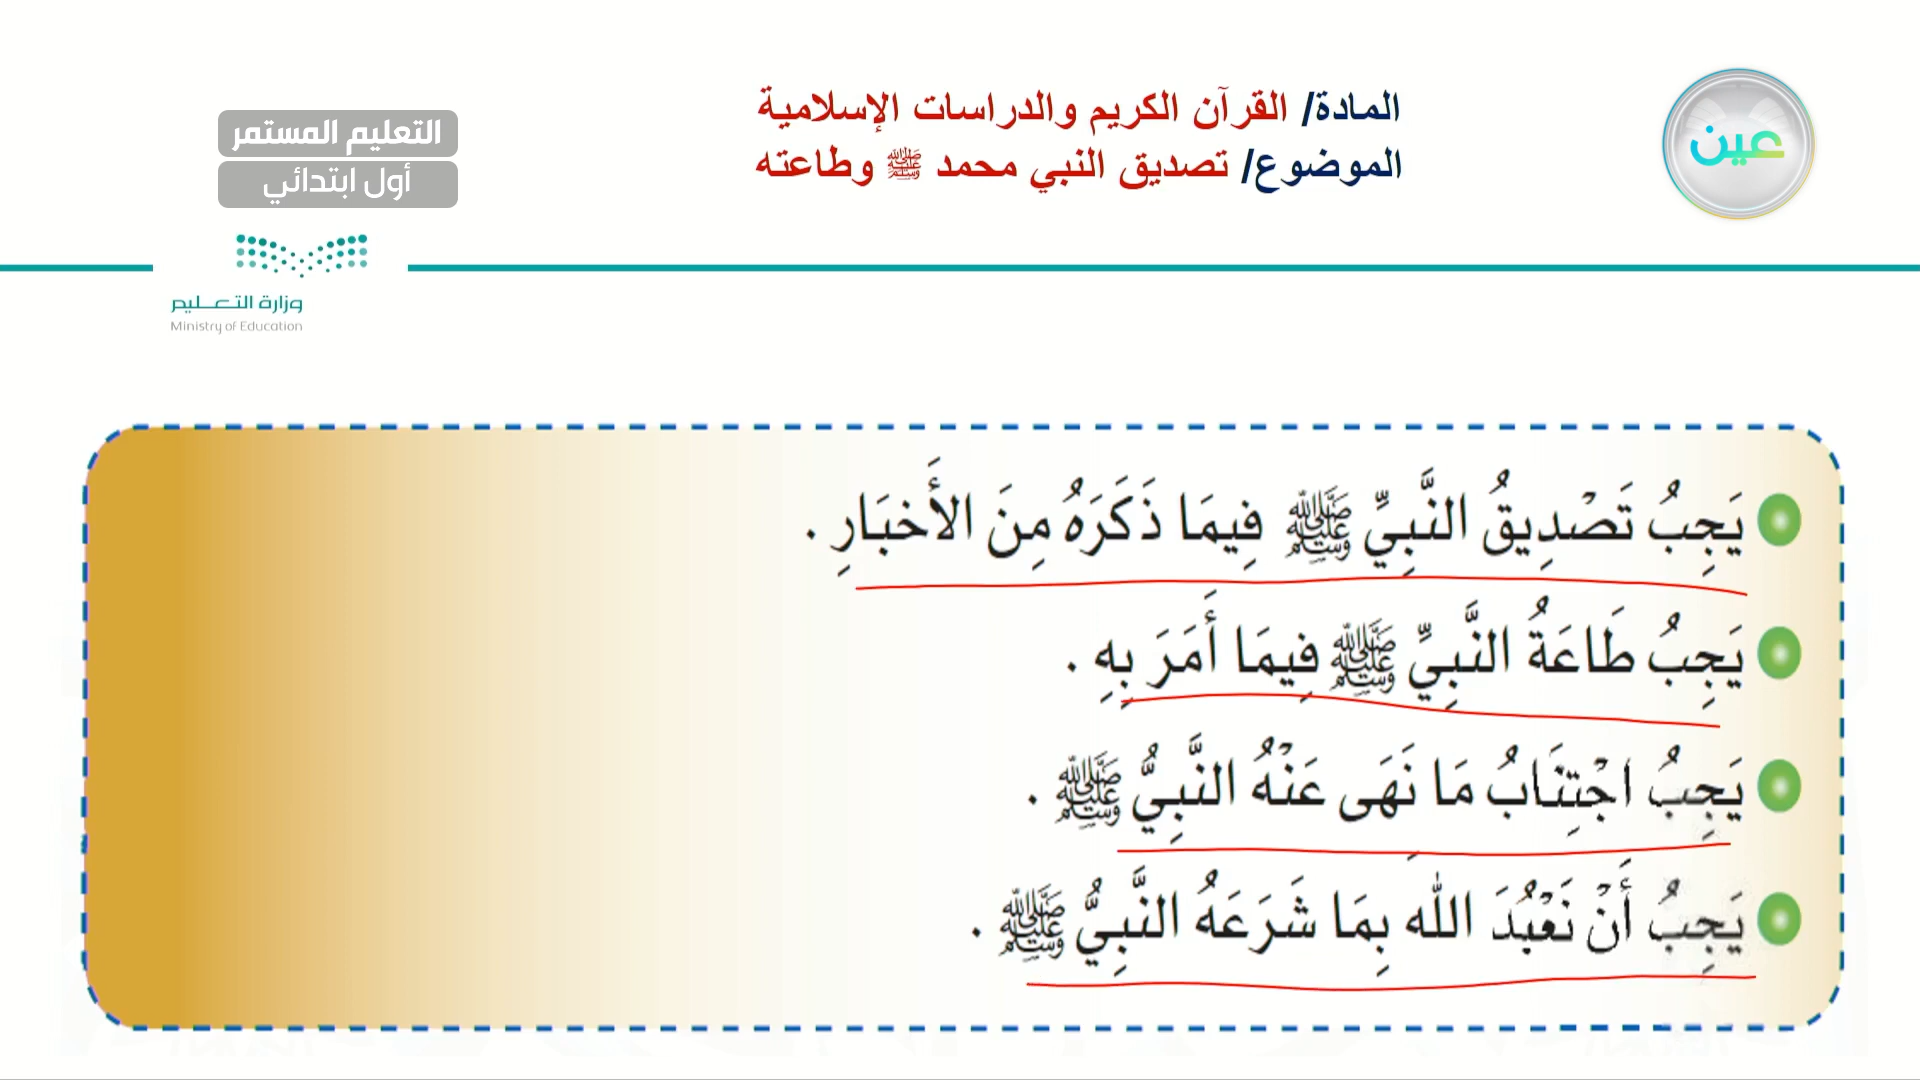 المادة/ القرآن الكريم والدراسات الإسلامية
الموضوع/ تصديق النبي محمد ﷺ وطاعته
عين
التعليم المستمر
أول ابتدائي
وزارة التعـــليم
Ministry of Education
يَجِبُ تَصْدِيقُ النَّبِيِّ ﷺ فِيمَا ذَكَرَهُ مِنَ الأَخبَارِ .
يَجِبُ طَاعَةُ النَّبِيِّ ﷺ فِيمَا أَمَرَ بِهِ .
يَجِبُ اجْتِنَابُ مَا نَهَى عَنْهُ النَّبِيُّ ﷺ .
يَجِبُ أَنْ نَعْبُدَ اللهَ بِمَا شَرَعَهُ النَّبِيُّ ﷺ .